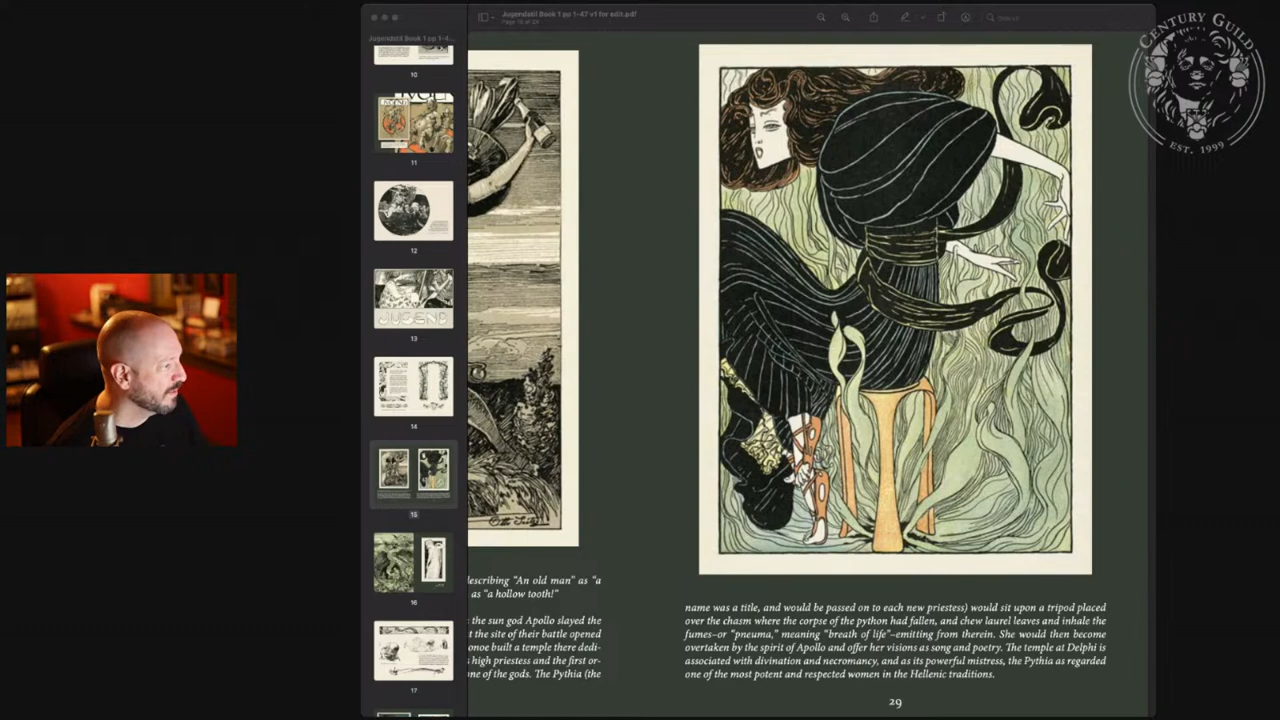 Jugendstil Book 1 pp 1-47 v1 for edit.pdf
Jugendstil Book 1 pp 1-4...
CENTURY GUILD
EST. 1999
10
11
12
JUGEND
13
14
15
16
17
describing “An old man” as “a
as “a hollow tooth!”
the sun god Apollo slayed the
t the site of their battle opened
onoe built a temple there dedi-
high priestess and the first or-
ne of the gods. The Pythia (the
name was a title, and would be passed on to each new priestess) would sit upon a tripod placed
over the chasm where the corpse of the python had fallen, and chew laurel leaves and inhale the
fumes–or “pneuma,” meaning “breath of life”–emitting from therein. She would then become
overtaken by the spirit of Apollo and offer her visions as song and poetry. The temple at Delphi is
associated with divination and necromancy, and as its powerful mistress, the Pythia as regarded
one of the most potent and respected women in the Hellenic traditions.
29